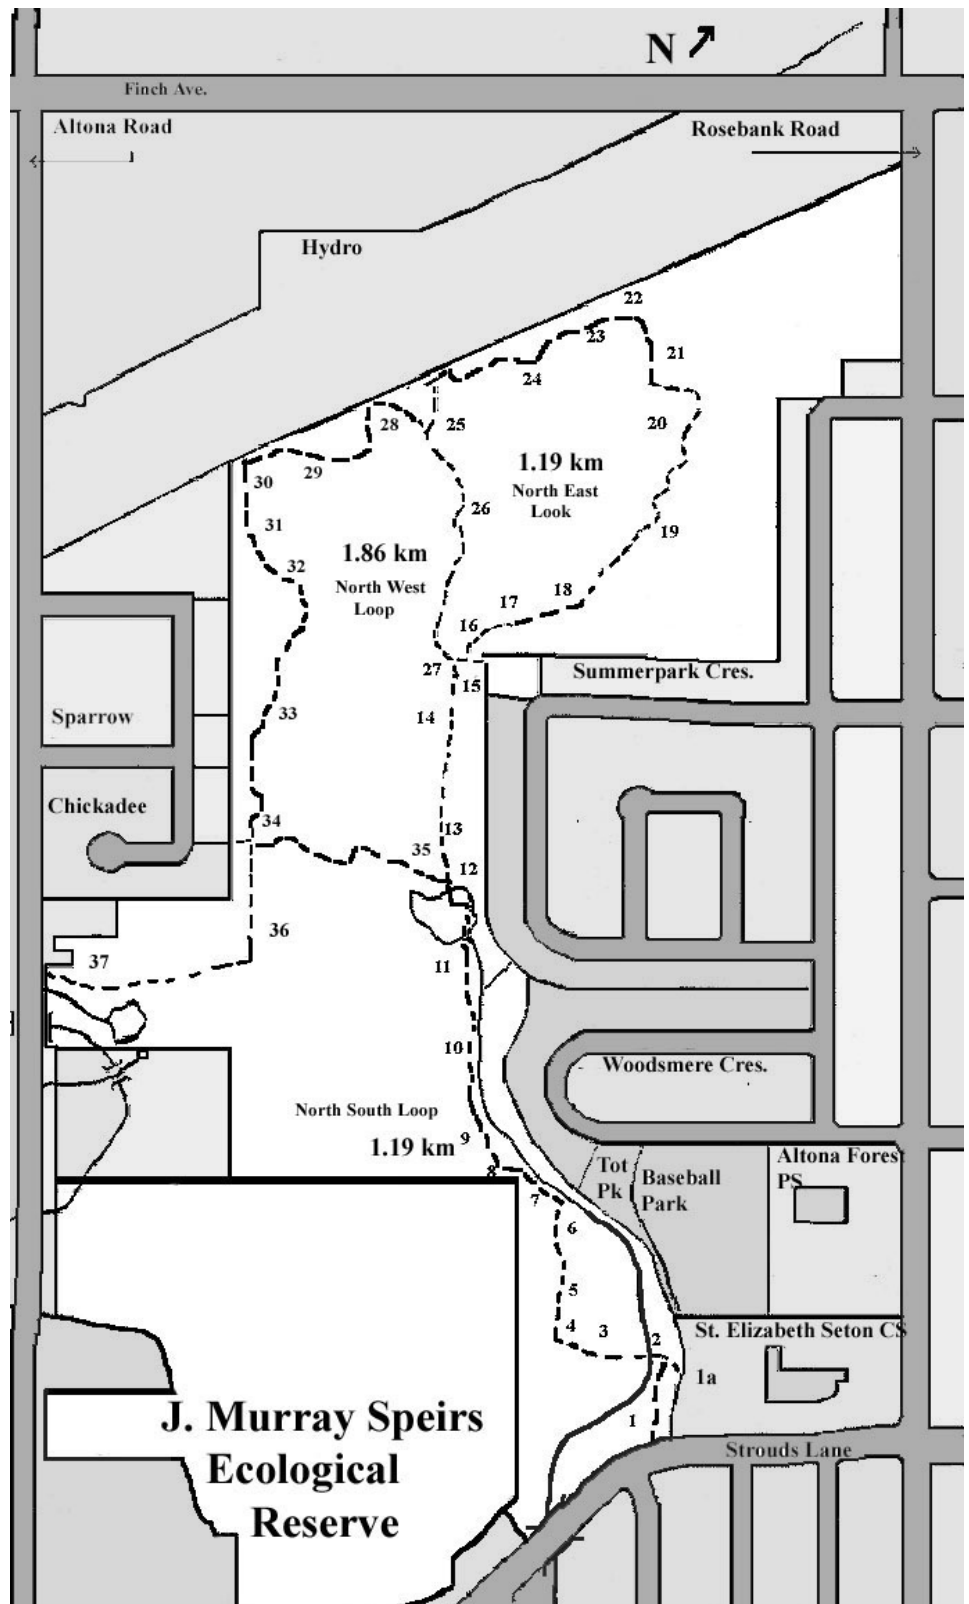 N
Finch Ave.
Altona Road
Rosebank Road
Hydro
22
23
21
24
28
25
20
1.19 km
North East
Look
29
30
26
31
19
1.86 km
32
North West
Loop
18
17
16
27
15
Summerpark Cres.
33
14
Sparrow
Chickadee
34
13
35
12
36
37
11
10
Woodsmere Cres.
North South Loop
9
1.19 km
8
Altona Forest
PS
Tot
Pk
Baseball
Park
7
6
5
4
3
2
St. Elizabeth Seton CS
1a
1
J. Murray Speirs
Ecological
Reserve
Strouds Lane